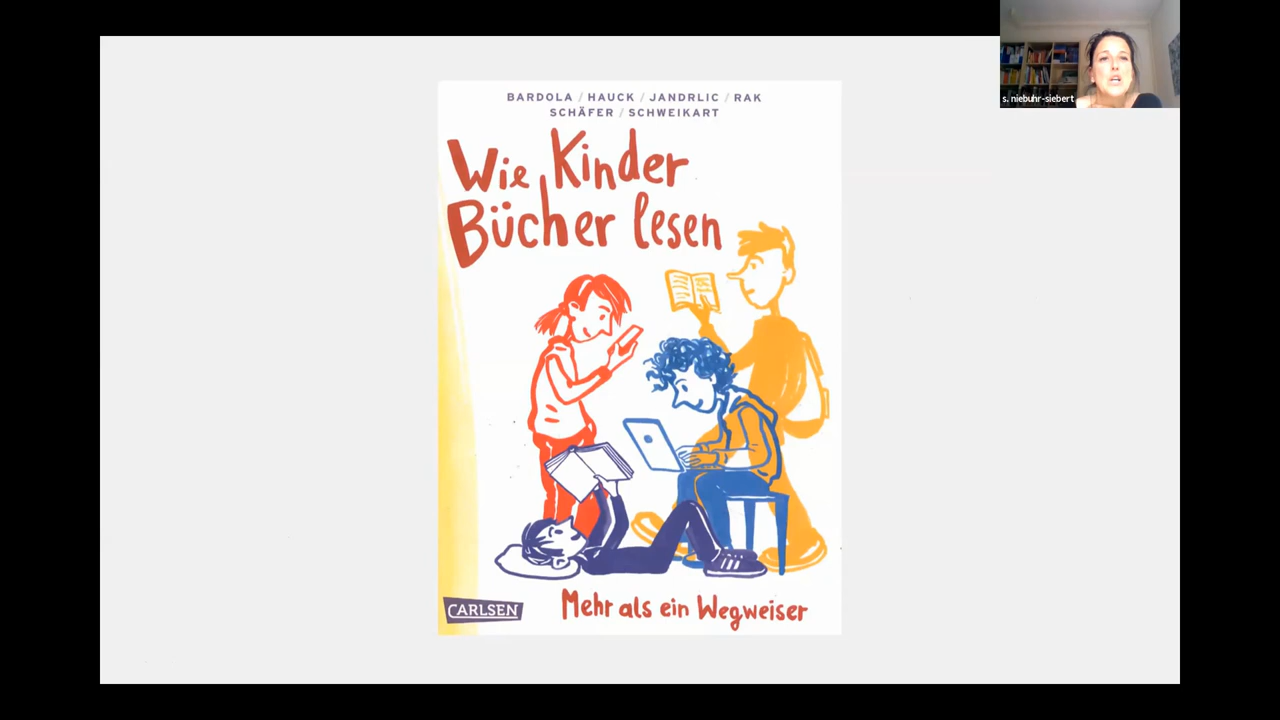 BARDOLA / HAUCK / JANDRLIC / RAK
SCHÄFER / SCHWEIKART
Wie Kinder
Bücher lesen
CARLSEN
Mehr als ein Wegweiser
s. niebuhr-siebert